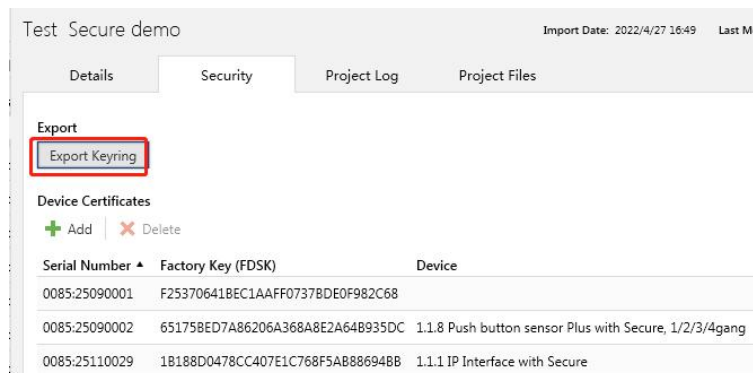 Test Secure demo
Import Date: 2022/4/27 16:49 Last M
Details Security Project Log Project Files
Export
Export Keyring
Device Certificates
Add Delete
Serial Number Factory Key (FDSK) Device
0085:25090001 F25370641BEC1AAFF0737BDE0F982C68
0085:25090002 65175BED7A86206A368A8E2A64B935DC 1.1.8 Push button sensor Plus with Secure, 1/2/3/4gang
0085:25110029 1B188D0478CC407E1C768F5AB88694BB 1.1.1 IP Interface with Secure